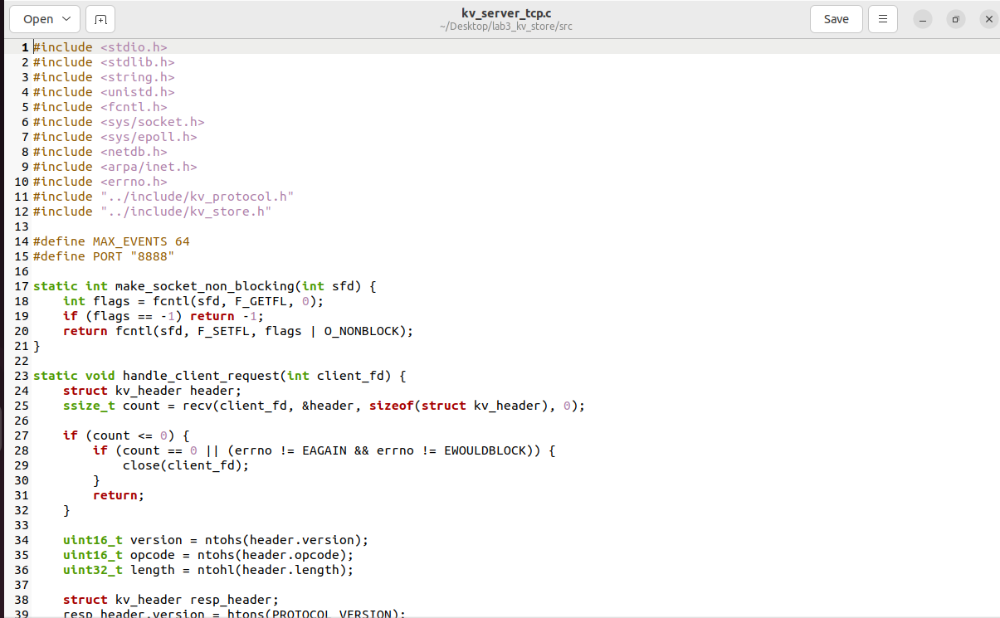 Open
kv_server_tcp.c
~/Desktop/lab3_kv_store/src
Save
1 #include <stdio.h>
2 #include <stdlib.h>
3 #include <string.h>
4 #include <unistd.h>
5 #include <fcntl.h>
6 #include <sys/socket.h>
7 #include <sys/epoll.h>
8 #include <netdb.h>
9 #include <arpa/inet.h>
10 #include <errno.h>
11 #include "../include/kv_protocol.h"
12 #include "../include/kv_store.h"
13
14 #define MAX_EVENTS 64
15 #define PORT "8888"
16
17 static int make_socket_non_blocking(int sfd) {
18     int flags = fcntl(sfd, F_GETFL, 0);
19     if (flags == -1) return -1;
20     return fcntl(sfd, F_SETFL, flags | O_NONBLOCK);
21 }
22
23 static void handle_client_request(int client_fd) {
24     struct kv_header header;
25     ssize_t count = recv(client_fd, &header, sizeof(struct kv_header), 0);
26
27     if (count <= 0) {
28         if (count == 0 || (errno != EAGAIN && errno != EWOULDBLOCK)) {
29             close(client_fd);
30         }
31         return;
32     }
33
34     uint16_t version = ntohs(header.version);
35     uint16_t opcode = ntohs(header.opcode);
36     uint32_t length = ntohl(header.length);
37
38     struct kv_header resp_header;
39     resp_header.version = htons(PROTOCOL_VERSION);